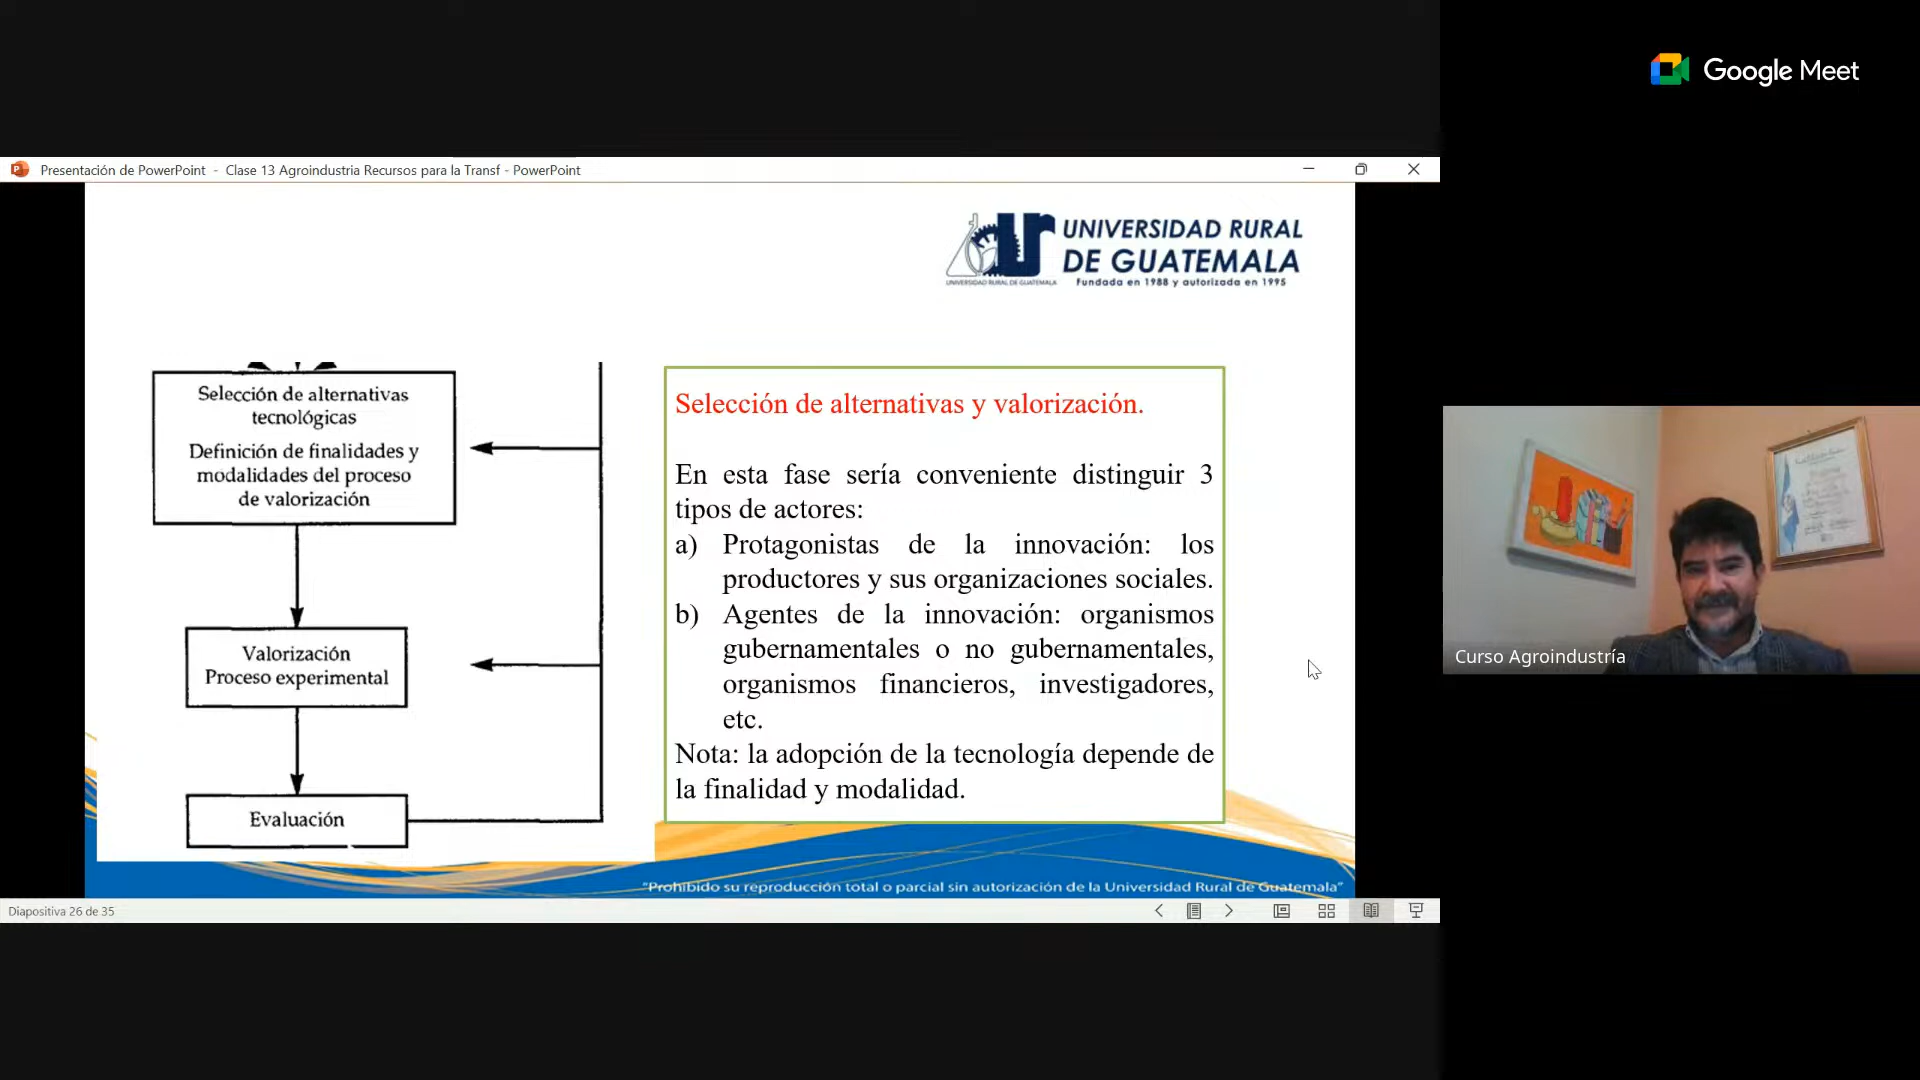 Google Meet
Presentación de PowerPoint - Clase 13 Agroindustria Recursos para la Transf - PowerPoint
UNIVERSIDAD RURAL
DE GUATEMALA
Fundada en 1988 y autorizada en 1995
UNIVERSIDAD RURAL DE GUATEMALA
Selección de alternativas
tecnológicas
Definición de finalidades y
modalidades del proceso
de valorización
Valorización
Proceso experimental
Evaluación
Selección de alternativas y valorización.
En esta fase sería conveniente distinguir 3
tipos de actores:
a) Protagonistas de la innovación: los
productores y sus organizaciones sociales.
b) Agentes de la innovación: organismos
gubernamentales o no gubernamentales,
organismos financieros, investigadores,
etc.
Nota: la adopción de la tecnología depende de
la finalidad y modalidad.
"Prohibido su reproducción total o parcial sin autorización de la Universidad Rural de Guatemala"
Diapositiva 26 de 35
Curso Agroindustría